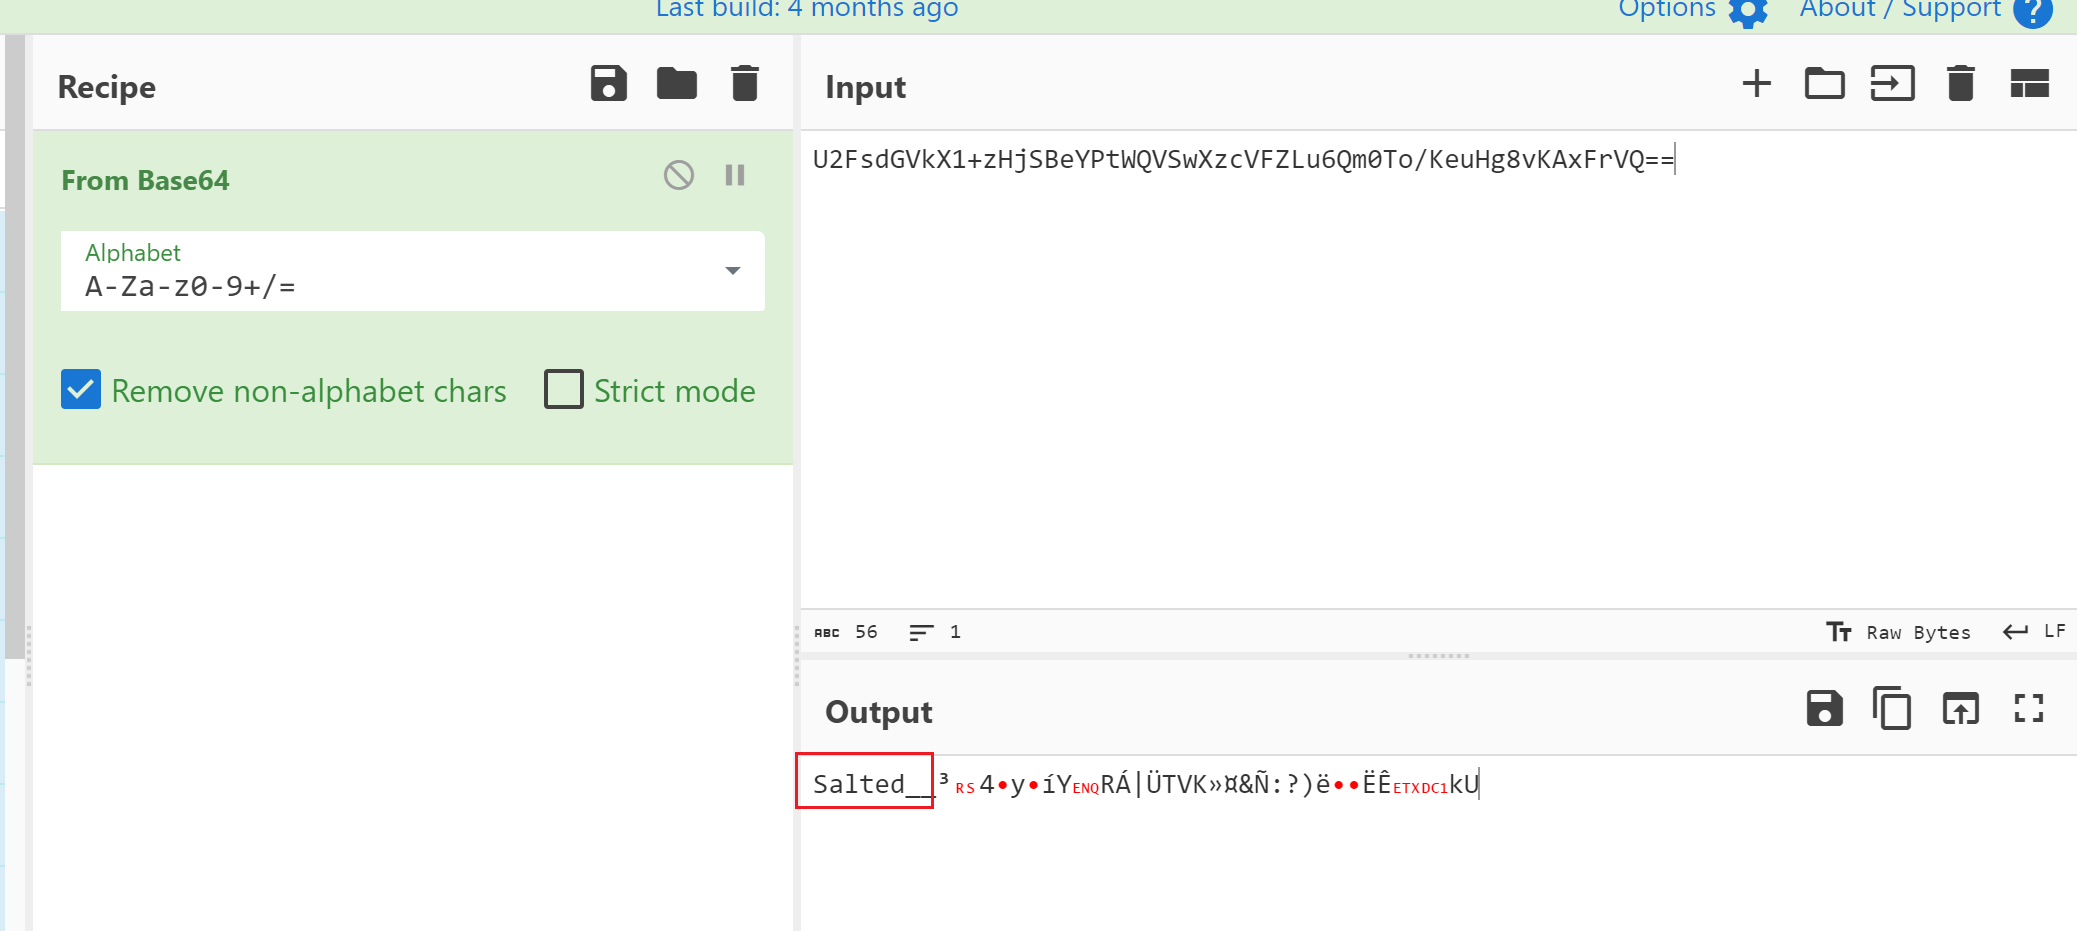 Last build: 4 months ago
Options
About / Support
Recipe
Input
From Base64
Alphabet
A-Za-z0-9+/=
Remove non-alphabet chars
Strict mode
U2FsdGVkX1+zHjSBeYPtWQVSwXzcVFZLu6Qm0To/KeuHg8vKAxFrVQ==
ABC 56 1
Raw Bytes LF
Output
Salted__³RS4•y•íYENQRÁ|ÜTVK»¤&Ñ:?)ë••ËÊETXDC1kU